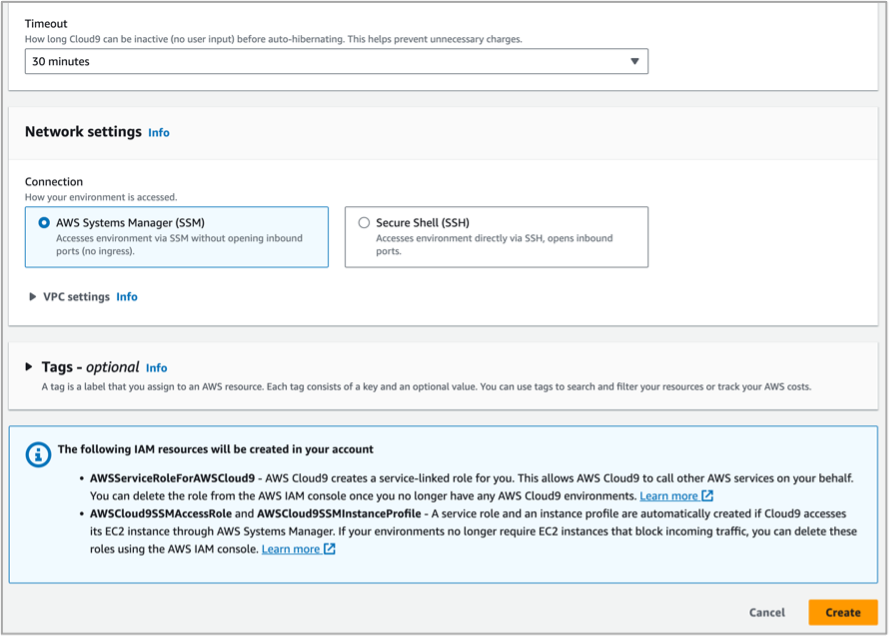 Timeout
How long Cloud9 can be inactive (no user input) before auto-hibernating. This helps prevent unnecessary charges.
30 minutes
Network settings Info
Connection
How your environment is accessed.
AWS Systems Manager (SSM)
Accesses environment via SSM without opening inbound
ports (no ingress).
Secure Shell (SSH)
Accesses environment directly via SSH, opens inbound
ports.
VPC settings Info
Tags - optional Info
A tag is a label that you assign to an AWS resource. Each tag consists of a key and an optional value. You can use tags to search and filter your resources or track your AWS costs.
The following IAM resources will be created in your account
• AWSServiceRoleForAWSCloud9 - AWS Cloud9 creates a service-linked role for you. This allows AWS Cloud9 to call other AWS services on your behalf.
You can delete the role from the AWS IAM console once you no longer have any AWS Cloud9 environments. Learn more
• AWSCloud9SSMAccessRole and AWSCloud9SSMInstanceProfile - A service role and an instance profile are automatically created if Cloud9 accesses
its EC2 instance through AWS Systems Manager. If your environments no longer require EC2 instances that block incoming traffic, you can delete these
roles using the AWS IAM console. Learn more
Cancel
Create